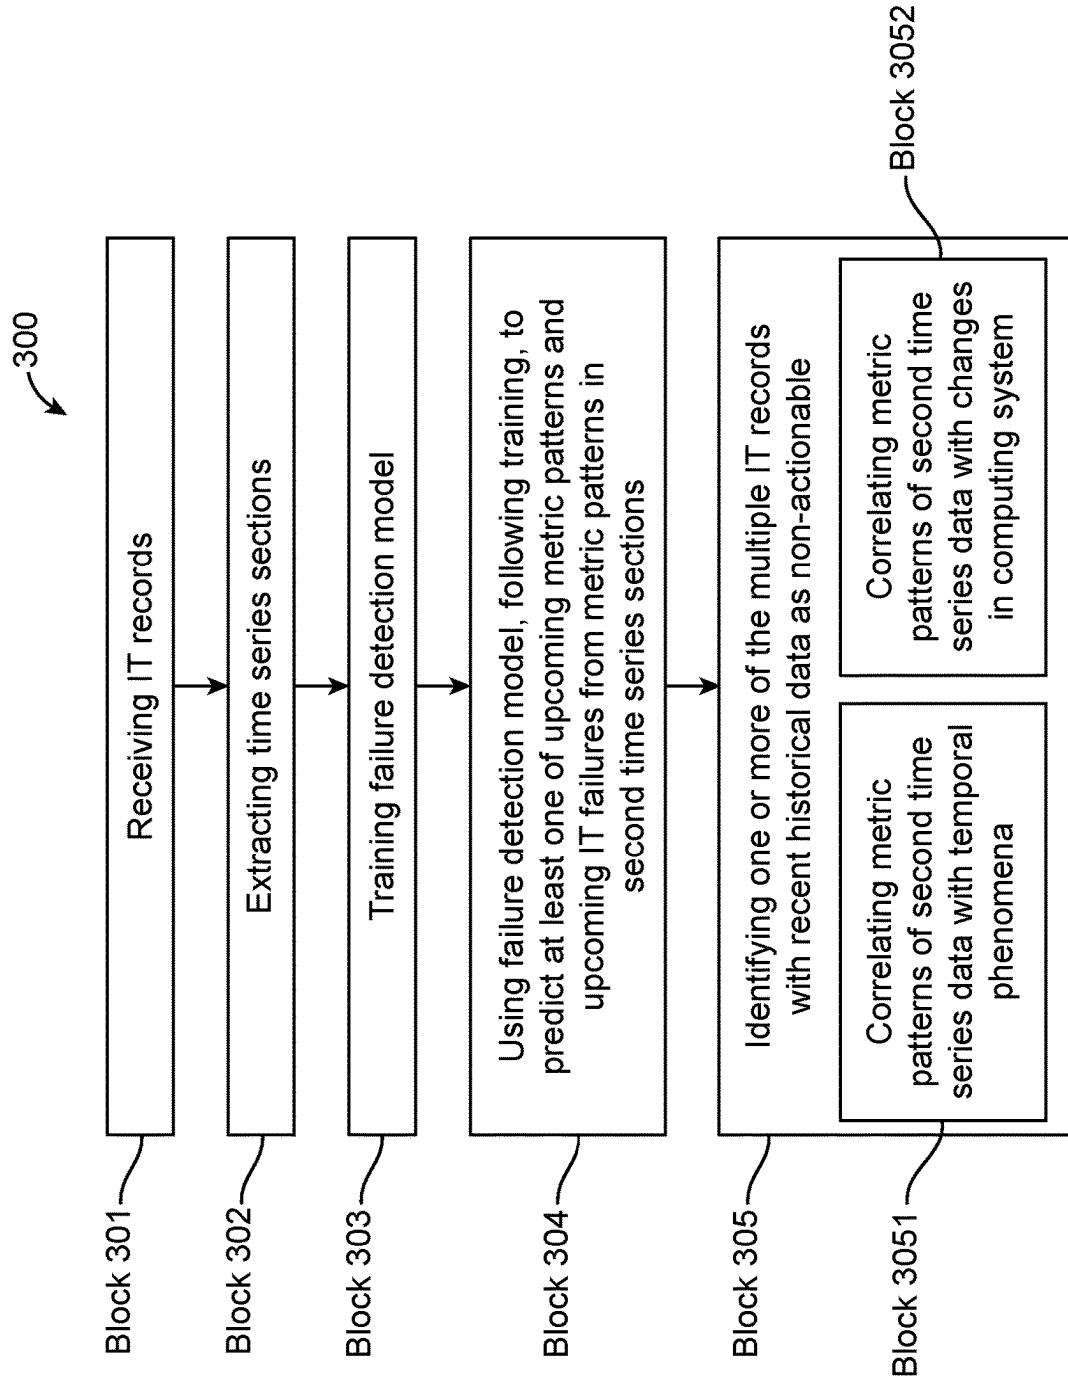 300
Block 301
Receiving IT records
Block 302
Extracting time series sections
Block 303
Training failure detection model
Block 304
Using failure detection model, following training, to
predict at least one of upcoming metric patterns and
upcoming IT failures from metric patterns in
second time series sections
Block 305
Identifying one or more of the multiple IT records
with recent historical data as non-actionable
Block 3051
Correlating metric
patterns of second time
series data with temporal
phenomena
Correlating metric
patterns of second time
series data with changes
in computing system
Block 3052